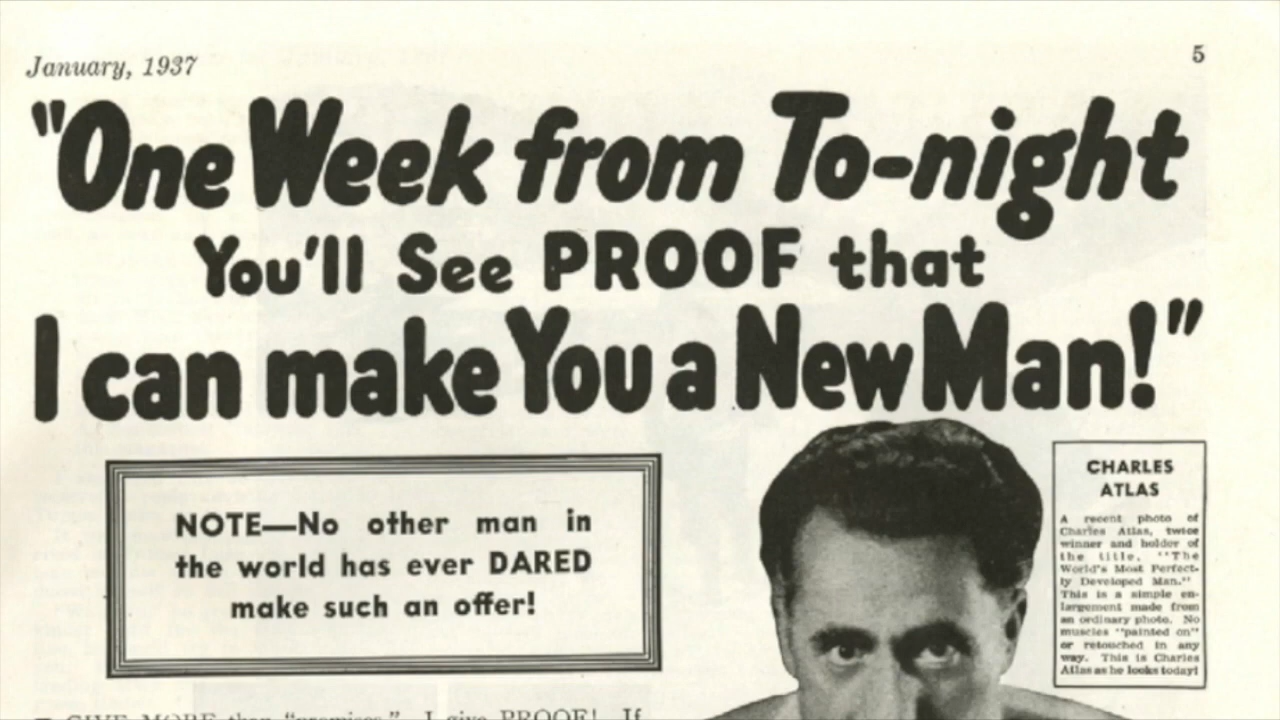 January, 1937
5
"One Week from To-night
You'll See PROOF that
I can make You a New Man!"
NOTE—No other man in
the world has ever DARED
make such an offer!
CHARLES
ATLAS
A recent photo of
Charles Atlas, twice
winner and holder of
the title, "The
World's Most Perfect-
ly Developed Man."
This is a simple en-
largement made from
an ordinary photo. No
muscles "painted on"
or retouched in any
way. This is Charles
Atlas as he looks today!
I GIVE MORE than "promises." I give PROOF! If